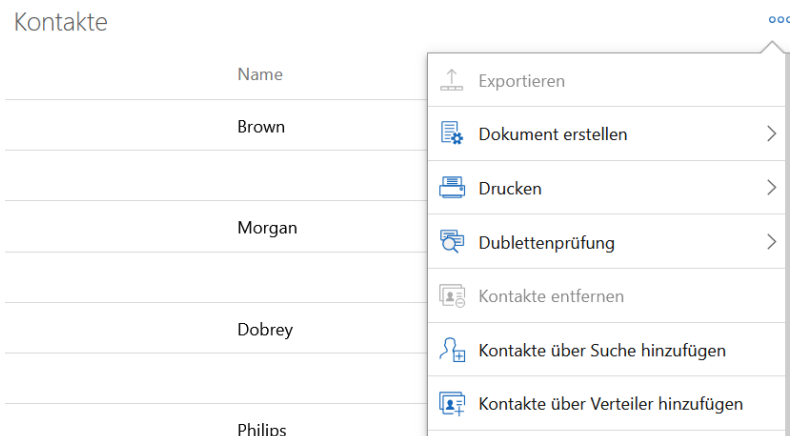 Kontakte
Name
Brown
Morgan
Dobrey
Philips
Exportieren
Dokument erstellen
Drucken
Dublettenprüfung
Kontakte entfernen
Kontakte über Suche hinzufügen
Kontakte über Verteiler hinzufügen